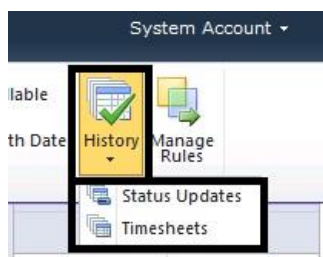 System Account
lable
th Date
History
Manage
Rules
Status Updates
Timesheets